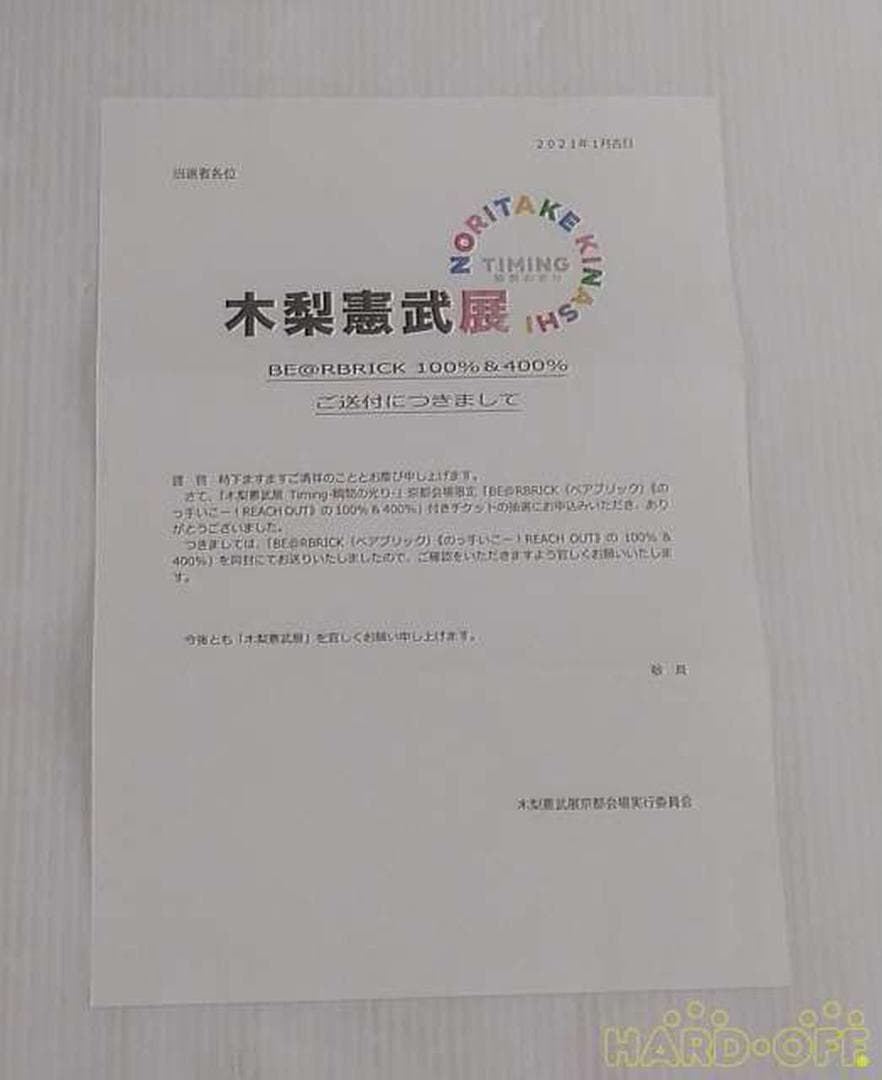 2021年1月吉日
当選者各位
NORITAKE KINASHI
TIMING
瞬間の光り
木梨憲武展
BE@RBRICK 100%&400%
ご送付につきまして
謹 啓 時下ますますご清祥のこととお慶び申し上げます。
さて、「木梨憲武展 Timing-瞬間の光り-」京都会場限定「BE@RBRICK（ベアブリック）《の
っ手いこー！REACH OUT》の100%&400%」付きチケットの抽選にお申込みいただき、あり
がとうございました。
つきましては、「BE@RBRICK（ベアブリック）《のっ手いこー！REACH OUT》の 100% &
400%」を同封にてお送りいたしましたので、ご確認をいただきますよう宜しくお願いいたしま
す。
今後とも「木梨憲武展」を宜しくお願い申し上げます。
敬 具
木梨憲武展京都会場実行委員会
HARD·OFF